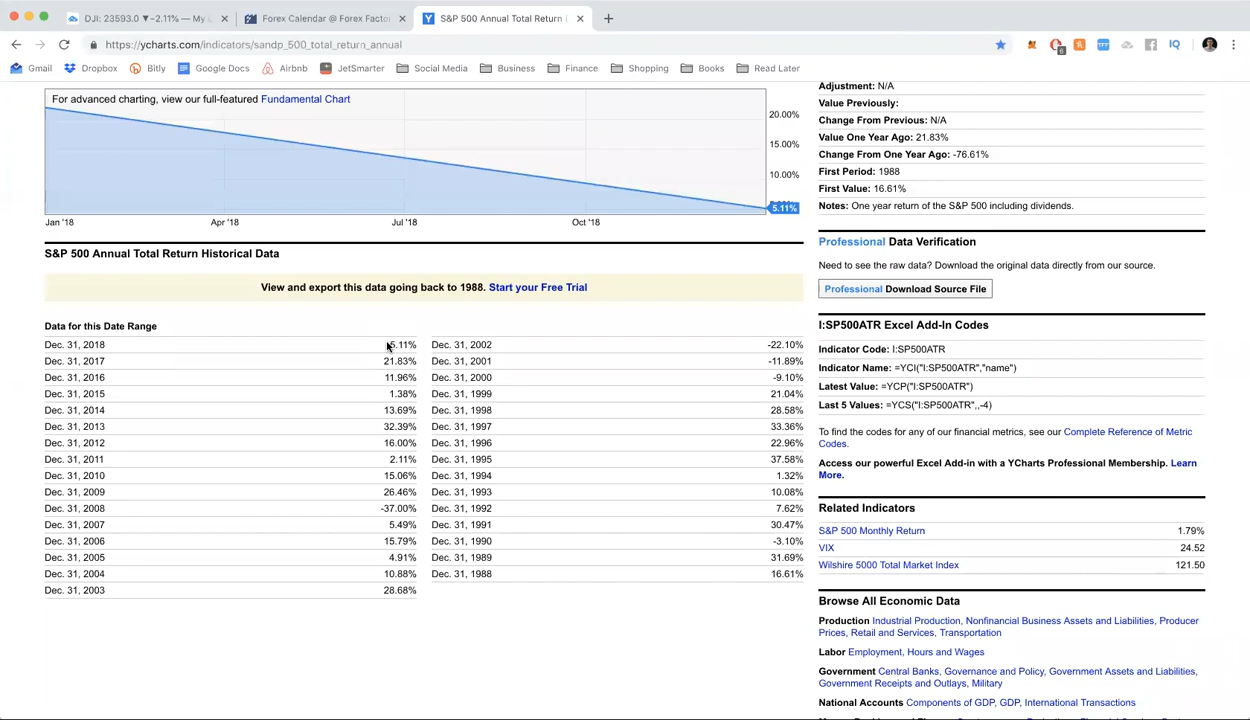 DJI: 23593.0 ▼−2.11% — My L
Forex Calendar @ Forex Facto
S&P 500 Annual Total Return (
https://ycharts.com/indicators/sandp_500_total_return_annual
Gmail Dropbox Bitly Google Docs Airbnb JetSmarter Social Media Business Finance Shopping Books Read Later
For advanced charting, view our full-featured Fundamental Chart
20.00%
15.00%
10.00%
5.11%
Jan '18 Apr '18 Jul '18 Oct '18
S&P 500 Annual Total Return Historical Data
View and export this data going back to 1988. Start your Free Trial
Data for this Date Range
Dec. 31, 2018 5.11%
Dec. 31, 2017 21.83%
Dec. 31, 2016 11.96%
Dec. 31, 2015 1.38%
Dec. 31, 2014 13.69%
Dec. 31, 2013 32.39%
Dec. 31, 2012 16.00%
Dec. 31, 2011 2.11%
Dec. 31, 2010 15.06%
Dec. 31, 2009 26.46%
Dec. 31, 2008 -37.00%
Dec. 31, 2007 5.49%
Dec. 31, 2006 15.79%
Dec. 31, 2005 4.91%
Dec. 31, 2004 10.88%
Dec. 31, 2003 28.68%
Dec. 31, 2002 -22.10%
Dec. 31, 2001 -11.89%
Dec. 31, 2000 -9.10%
Dec. 31, 1999 21.04%
Dec. 31, 1998 28.58%
Dec. 31, 1997 33.36%
Dec. 31, 1996 22.96%
Dec. 31, 1995 37.58%
Dec. 31, 1994 1.32%
Dec. 31, 1993 10.08%
Dec. 31, 1992 7.62%
Dec. 31, 1991 30.47%
Dec. 31, 1990 -3.10%
Dec. 31, 1989 31.69%
Dec. 31, 1988 16.61%
Adjustment: N/A
Value Previously:
Change From Previous: N/A
Value One Year Ago: 21.83%
Change From One Year Ago: -76.61%
First Period: 1988
First Value: 16.61%
Notes: One year return of the S&P 500 including dividends.
Professional Data Verification
Need to see the raw data? Download the original data directly from our source.
Professional Download Source File
I:SP500ATR Excel Add-In Codes
Indicator Code: I:SP500ATR
Indicator Name: =YCI("I:SP500ATR","name")
Latest Value: =YCP("I:SP500ATR")
Last 5 Values: =YCS("I:SP500ATR",,-4)
To find the codes for any of our financial metrics, see our Complete Reference of Metric
Codes.
Access our powerful Excel Add-in with a YCharts Professional Membership. Learn
More.
Related Indicators
S&P 500 Monthly Return 1.79%
VIX 24.52
Wilshire 5000 Total Market Index 121.50
Browse All Economic Data
Production Industrial Production, Nonfinancial Business Assets and Liabilities, Producer
Prices, Retail and Services, Transportation
Labor Employment, Hours and Wages
Government Central Banks, Governance and Policy, Government Assets and Liabilities,
Government Receipts and Outlays, Military
National Accounts Components of GDP, GDP, International Transactions